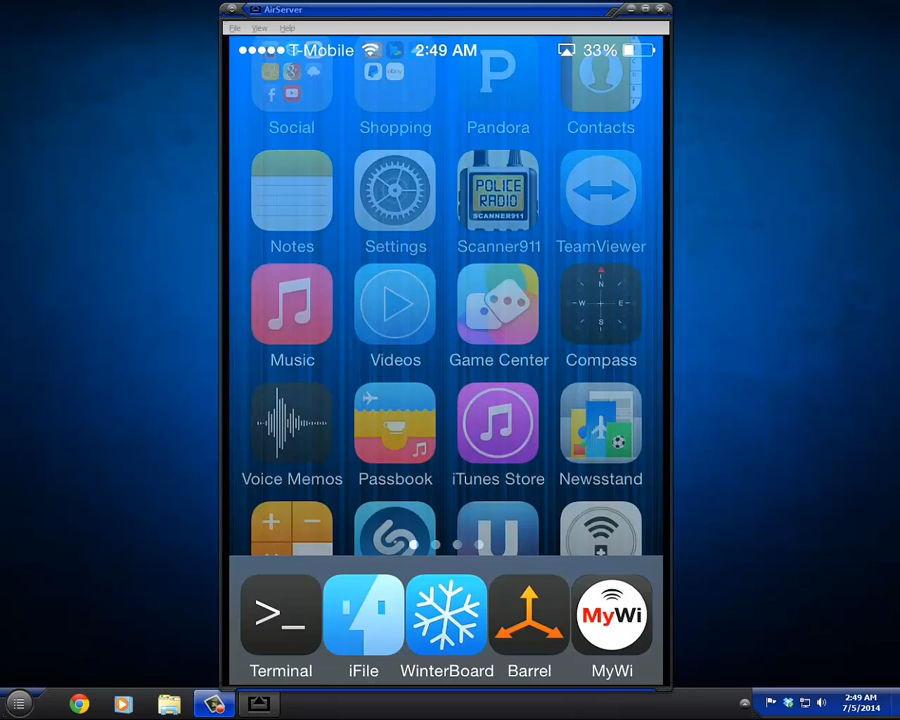 AirServer
File View Help
T-Mobile 2:49 AM 33%
Social Shopping Pandora Contacts
POLICE
RADIO
SCANNER911
Notes Settings Scanner911 TeamViewer
N
W E
S
Music Videos Game Center Compass
Voice Memos Passbook iTunes Store Newsstand
>_ MyWi
Terminal iFile WinterBoard Barrel MyWi
2:49 AM
7/5/2014